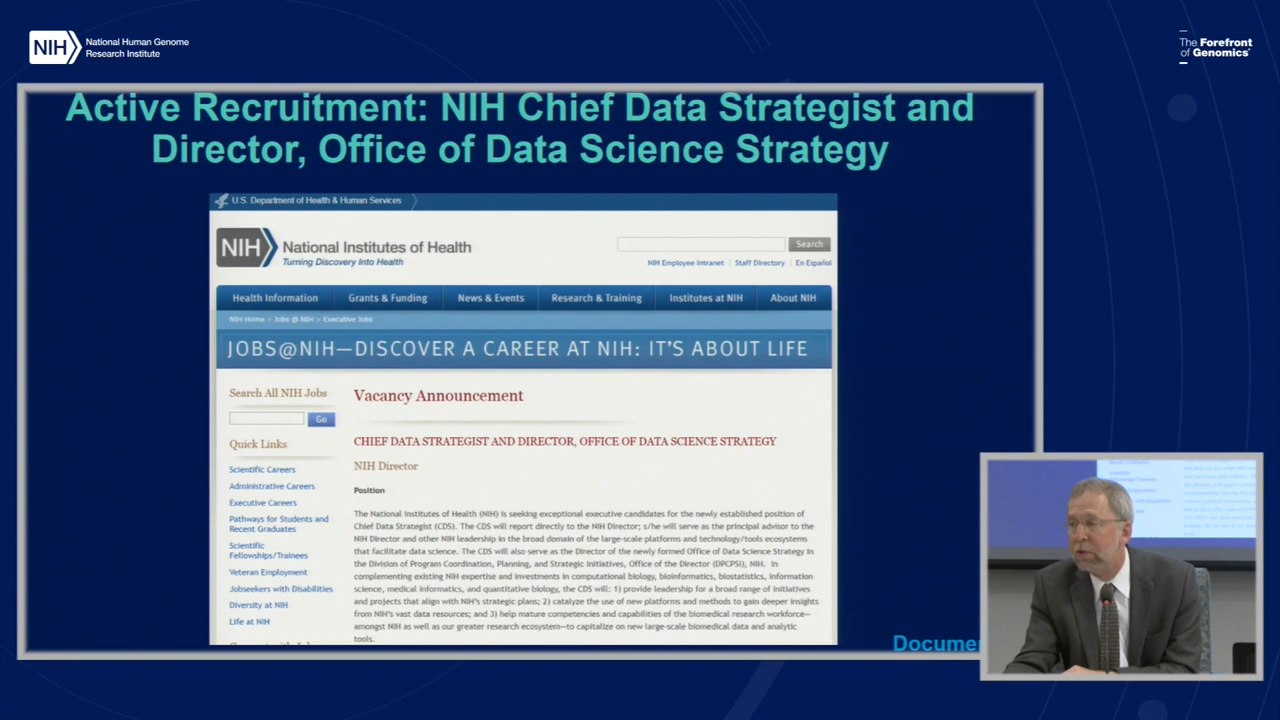 NIH
National Human Genome
Research Institute
The Forefront
of Genomics
Active Recruitment: NIH Chief Data Strategist and
Director, Office of Data Science Strategy
U.S. Department of Health & Human Services
NIH
National Institutes of Health
Turning Discovery Into Health
Search
NIH Employee Intranet | Staff Directory | En Español
Health Information
Grants & Funding
News & Events
Research & Training
Institutes at NIH
About NIH
NIH Home > Jobs @ NIH > Executive Jobs
JOBS@NIH—DISCOVER A CAREER AT NIH: IT'S ABOUT LIFE
Search All NIH Jobs
Go
Quick Links
Scientific Careers
Administrative Careers
Executive Careers
Pathways for Students and
Recent Graduates
Scientific
Fellowships/Trainees
Veteran Employment
Jobseekers with Disabilities
Diversity at NIH
Life at NIH
Vacancy Announcement
CHIEF DATA STRATEGIST AND DIRECTOR, OFFICE OF DATA SCIENCE STRATEGY
NIH Director
Position
The National Institutes of Health (NIH) is seeking exceptional executive candidates for the newly established position of
Chief Data Strategist (CDS). The CDS will report directly to the NIH Director; s/he will serve as the principal advisor to the
NIH Director and other NIH leadership in the broad domain of the large-scale platforms and technology/tools ecosystems
that facilitate data science. The CDS will also serve as the Director of the newly formed Office of Data Science Strategy in
the Division of Program Coordination, Planning, and Strategic Initiatives, Office of the Director (DPCPSI), NIH. In
complementing existing NIH expertise and investments in computational biology, bioinformatics, biostatistics, information
science, medical informatics, and quantitative biology, the CDS will: 1) provide leadership for a broad range of initiatives
and projects that align with NIH's strategic plans; 2) catalyze the use of new platforms and methods to gain deeper insights
from NIH's vast data resources; and 3) help mature competencies and capabilities of the biomedical research workforce—
amongst NIH as well as our greater research ecosystem—to capitalize on new large-scale biomedical data and analytic
tools.
Docume